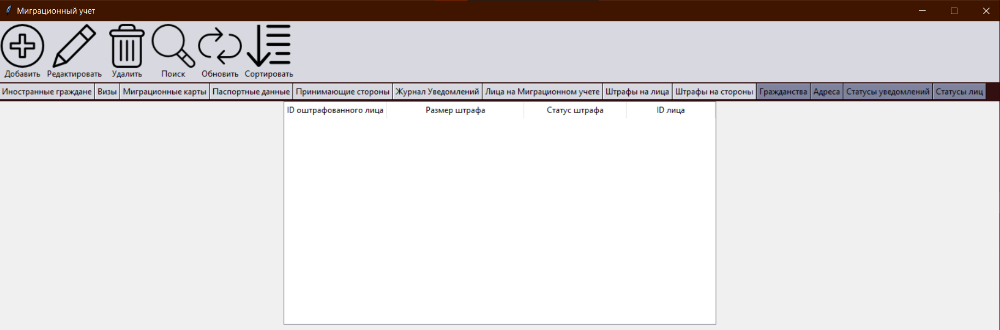 Миграционный учет
Добавить Редактировать Удалить Поиск Обновить Сортировать
Иностранные граждане Визы Миграционные карты Паспортные данные Принимающие стороны Журнал Уведомлений Лица на Миграционном учете Штрафы на лица Штрафы на стороны Гражданства Адреса Статусы уведомлений Статусы лиц
ID оштрафованного лица Размер штрафа Статус штрафа ID лица